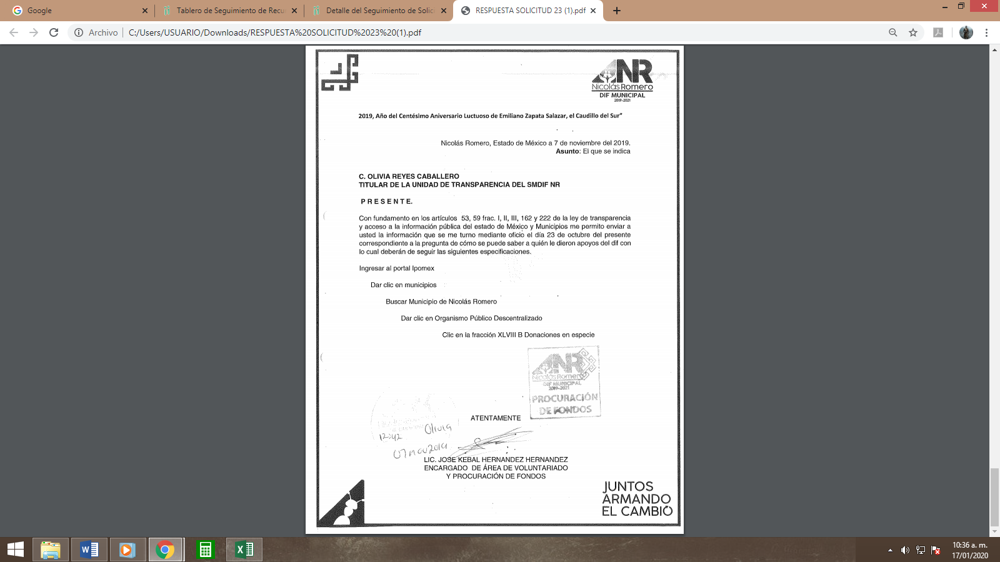 Google
Tablero de Seguimiento de Recu
Detalle del Seguimiento de Solici
RESPUESTA SOLICITUD 23 (1).pdf
Archivo
C:/Users/USUARIO/Downloads/RESPUESTA%20SOLICITUD%2023%20(1).pdf
NR
Nicolás Romero
DIF MUNICIPAL
2019-2021
2019, Año del Centésimo Aniversario Luctuoso de Emiliano Zapata Salazar, el Caudillo del Sur"
Nicolás Romero, Estado de México a 7 de noviembre del 2019.
Asunto: El que se indica
C. OLIVIA REYES CABALLERO
TITULAR DE LA UNIDAD DE TRANSPARENCIA DEL SMDIF NR
P R E S E N T E.
Con fundamento en los artículos 53, 59 frac. I, II, III, 162 y 222 de la ley de transparencia
y acceso a la información pública del estado de México y Municipios me permito enviar a
usted la información que se me turno mediante oficio el día 23 de octubre del presente
correspondiente a la pregunta de cómo se puede saber a quién le dieron apoyos del dif con
lo cual deberán de seguir las siguientes especificaciones.
Ingresar al portal Ipomex
Dar clic en municipios
Buscar Municipio de Nicolás Romero
Dar clic en Organismo Público Descentralizado
Clic en la fracción XLVIII B Donaciones en especie
NR
Nicolás Romero
DIF MUNICIPAL
2019-2021
PROCURACIÓN
DE FONDOS
ATENTAMENTE
12:42 Olivia
07 nov 2019
LIC. JOSE KEBAL HERNANDEZ HERNANDEZ
ENCARGADO DE ÁREA DE VOLUNTARIADO
Y PROCURACIÓN DE FONDOS
JUNTOS
ARMANDO
EL CAMBIO
10:36 a. m.
17/01/2020